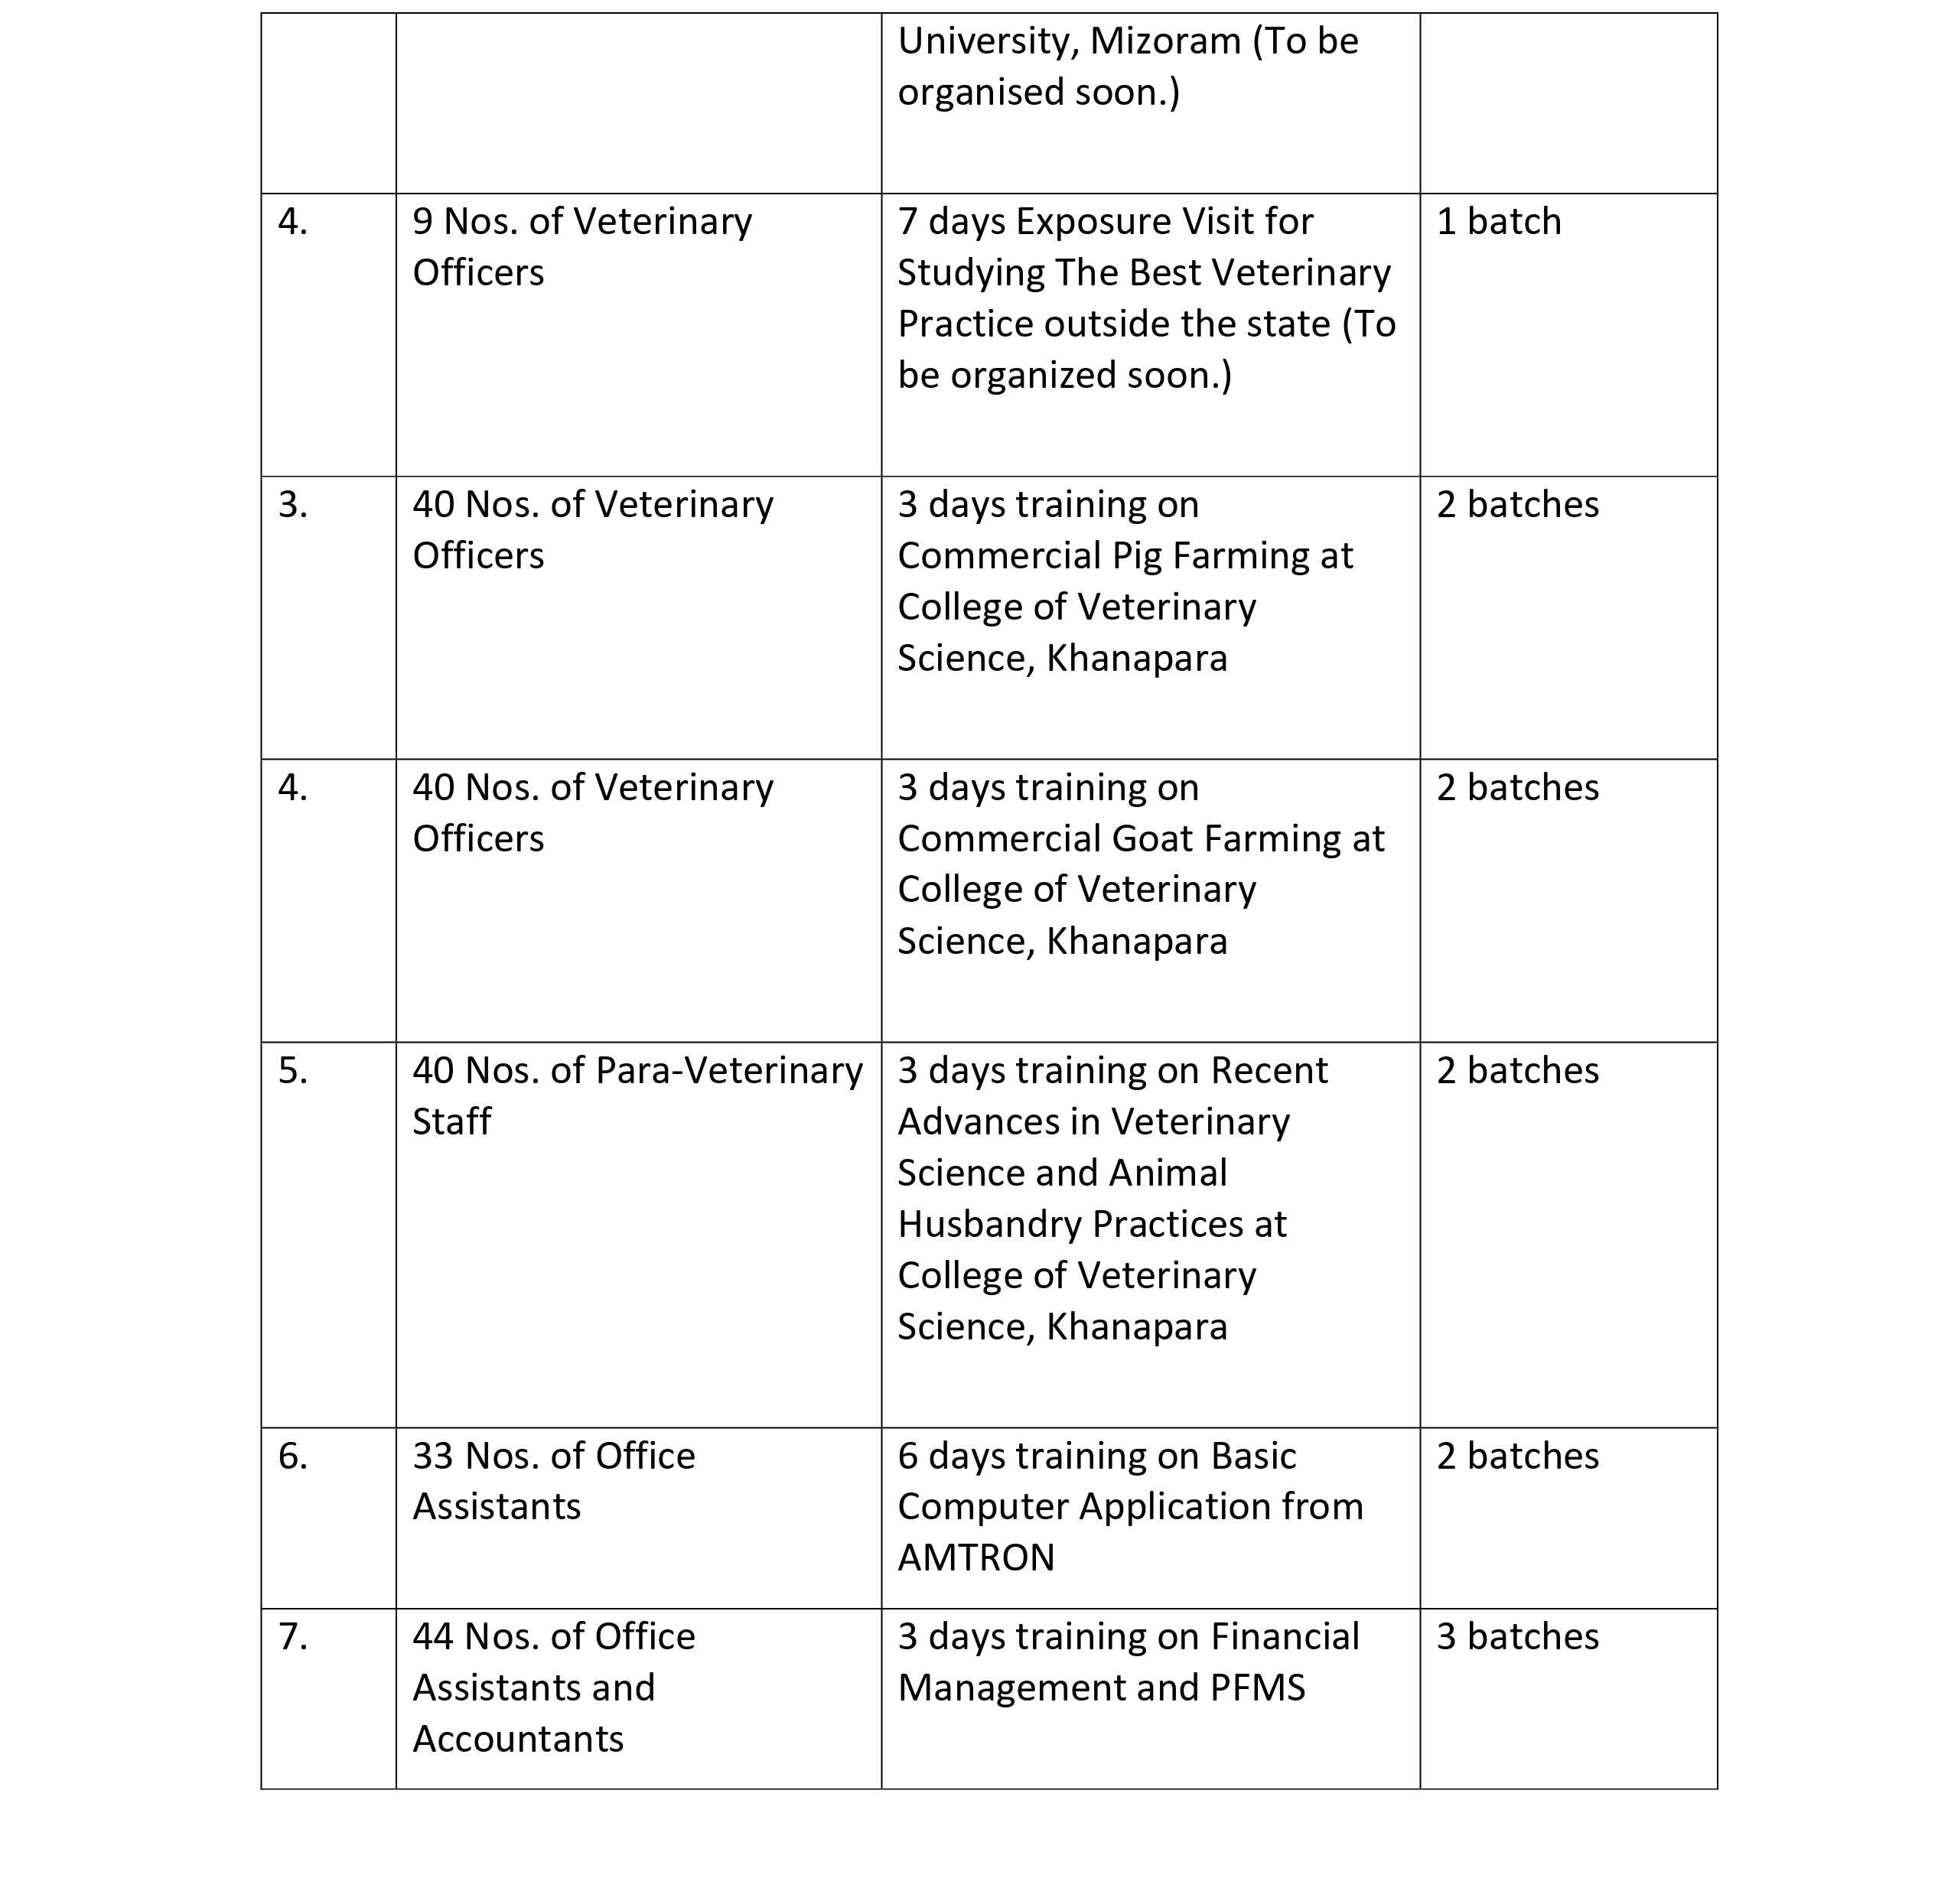 University, Mizoram (To be
organised soon.)
4.
9 Nos. of Veterinary
Officers
7 days Exposure Visit for
Studying The Best Veterinary
Practice outside the state (To
be organized soon.)
1 batch
3.
40 Nos. of Veterinary
Officers
3 days training on
Commercial Pig Farming at
College of Veterinary
Science, Khanapara
2 batches
4.
40 Nos. of Veterinary
Officers
3 days training on
Commercial Goat Farming at
College of Veterinary
Science, Khanapara
2 batches
5.
40 Nos. of Para-Veterinary
Staff
3 days training on Recent
Advances in Veterinary
Science and Animal
Husbandry Practices at
College of Veterinary
Science, Khanapara
2 batches
6.
33 Nos. of Office
Assistants
6 days training on Basic
Computer Application from
AMTRON
2 batches
7.
44 Nos. of Office
Assistants and
Accountants
3 days training on Financial
Management and PFMS
3 batches